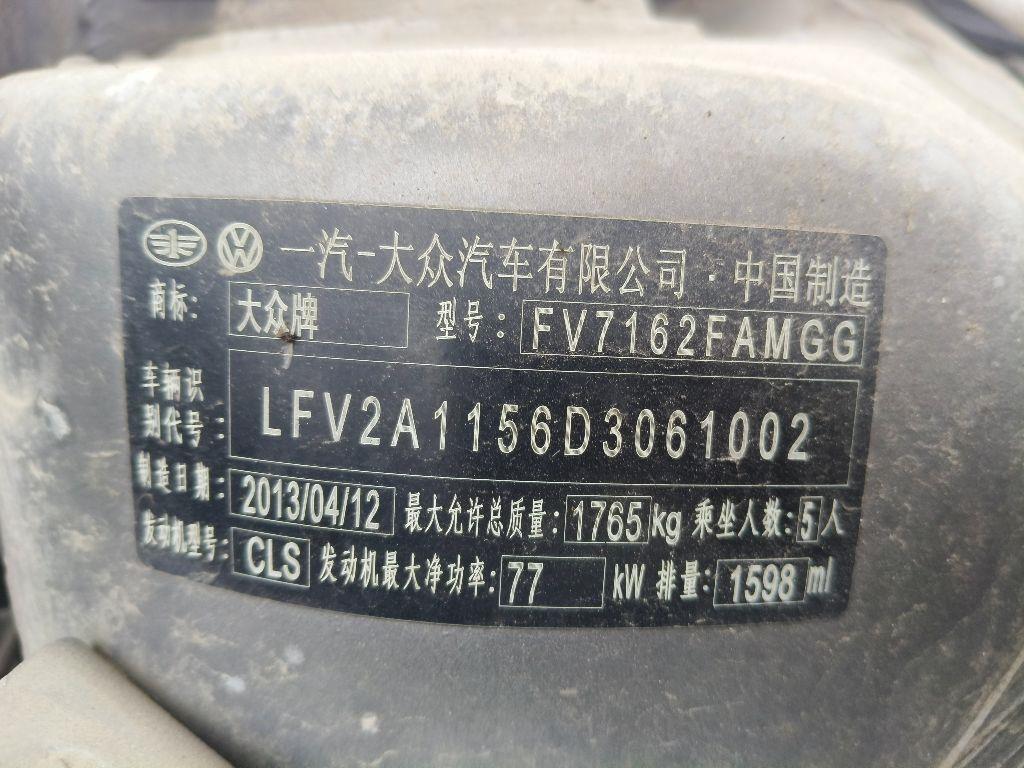 一汽-大众汽车有限公司·中国制造
商标: 大众牌 型号: FV7162FAMGG
车辆识别代号: LFV2A1156D3061002
制造日期: 2013/04/12 最大允许总质量: 1765kg 乘坐人数: 5人
发动机型号: CLS 发动机最大净功率: 77 kW 排量: 1598 ml